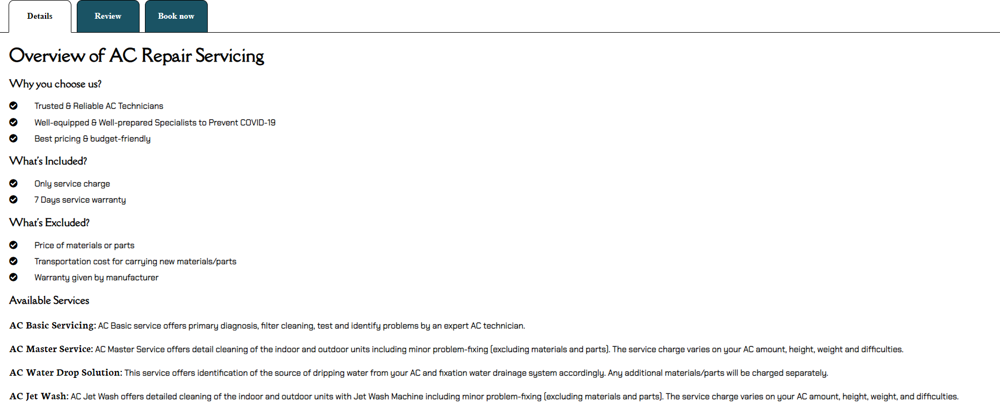 Details
Review
Book now
Overview of AC Repair Servicing
Why you choose us?
Trusted & Reliable AC Technicians
Well-equipped & Well-prepared Specialists to Prevent COVID-19
Best pricing & budget-friendly
What's Included?
Only service charge
7 Days service warranty
What's Excluded?
Price of materials or parts
Transportation cost for carrying new materials/parts
Warranty given by manufacturer
Available Services
AC Basic Servicing: AC Basic service offers primary diagnosis, filter cleaning, test and identify problems by an expert AC technician.
AC Master Service: AC Master Service offers detail cleaning of the indoor and outdoor units including minor problem-fixing (excluding materials and parts). The service charge varies on your AC amount, height, weight and difficulties.
AC Water Drop Solution: This service offers identification of the source of dripping water from your AC and fixation water drainage system accordingly. Any additional materials/parts will be charged separately.
AC Jet Wash: AC Jet Wash offers detailed cleaning of the indoor and outdoor units with Jet Wash Machine including minor problem-fixing (excluding materials and parts). The service charge varies on your AC amount, height, weight, and difficulties.